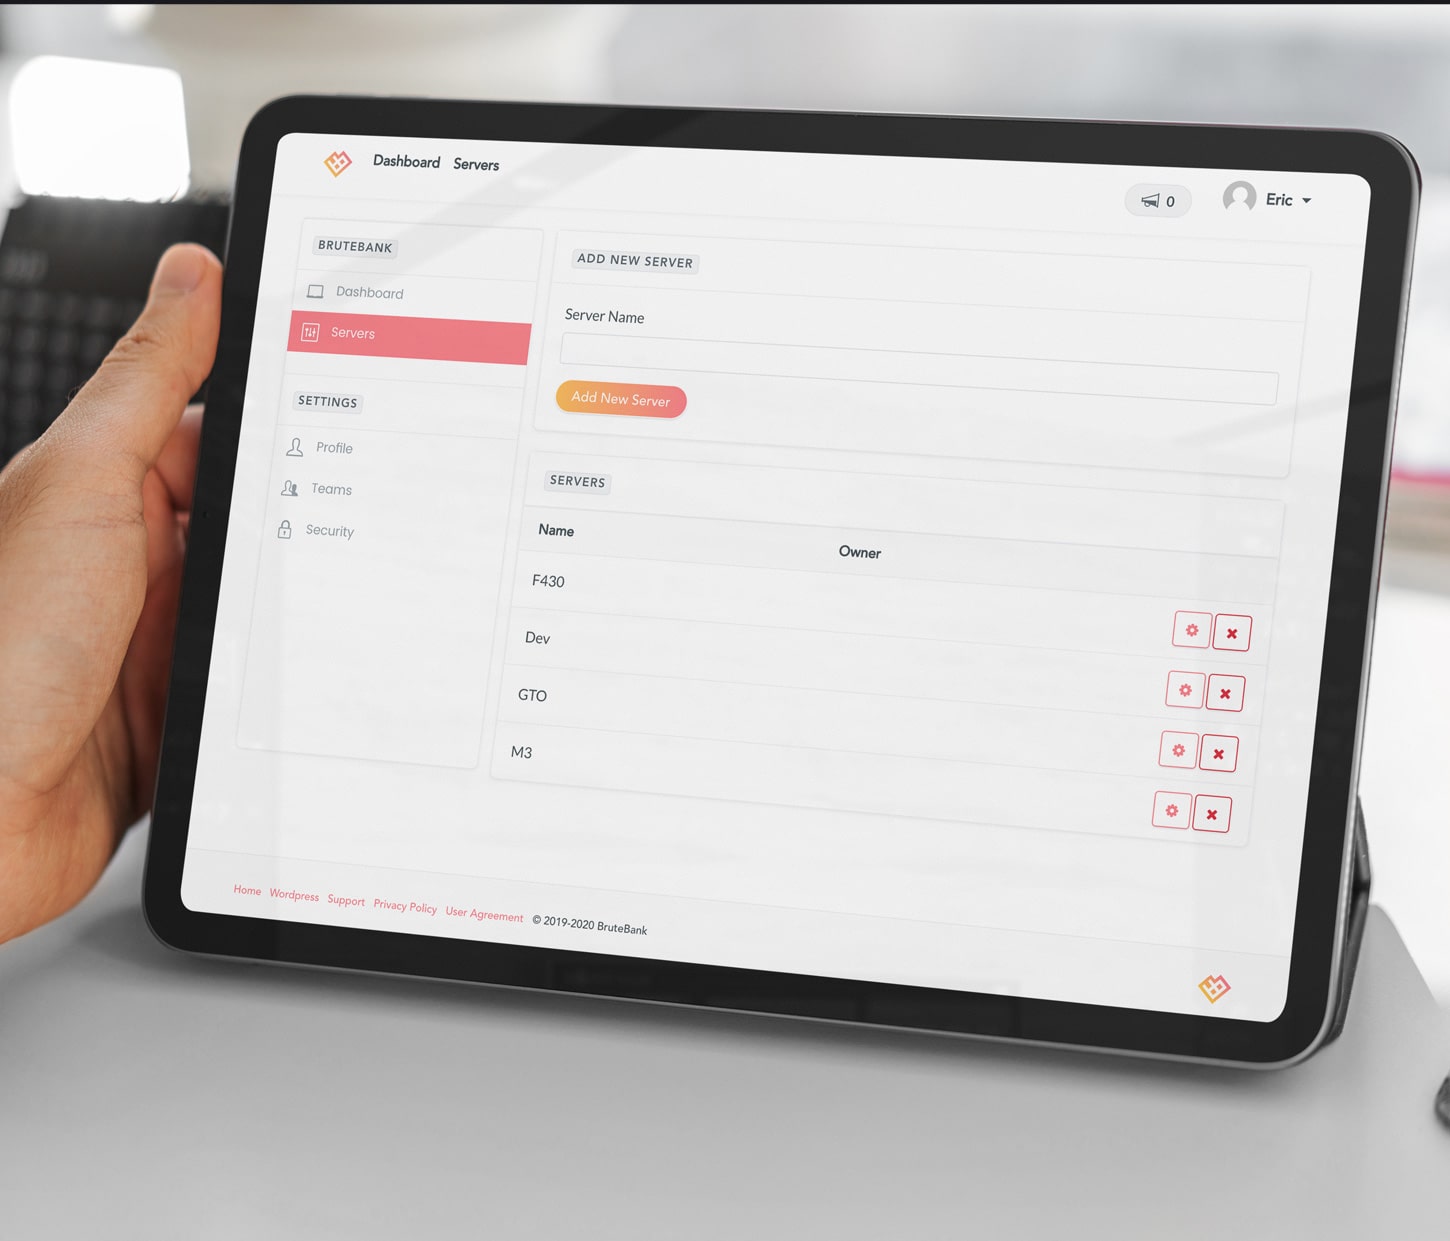 Dashboard Servers
0
Eric
BRUTEBANK
Dashboard
Servers
SETTINGS
Profile
Teams
Security
ADD NEW SERVER
Server Name
Add New Server
SERVERS
Name Owner
F430
Dev
GTO
M3
Home Wordpress Support Privacy Policy User Agreement © 2019-2020 BruteBank